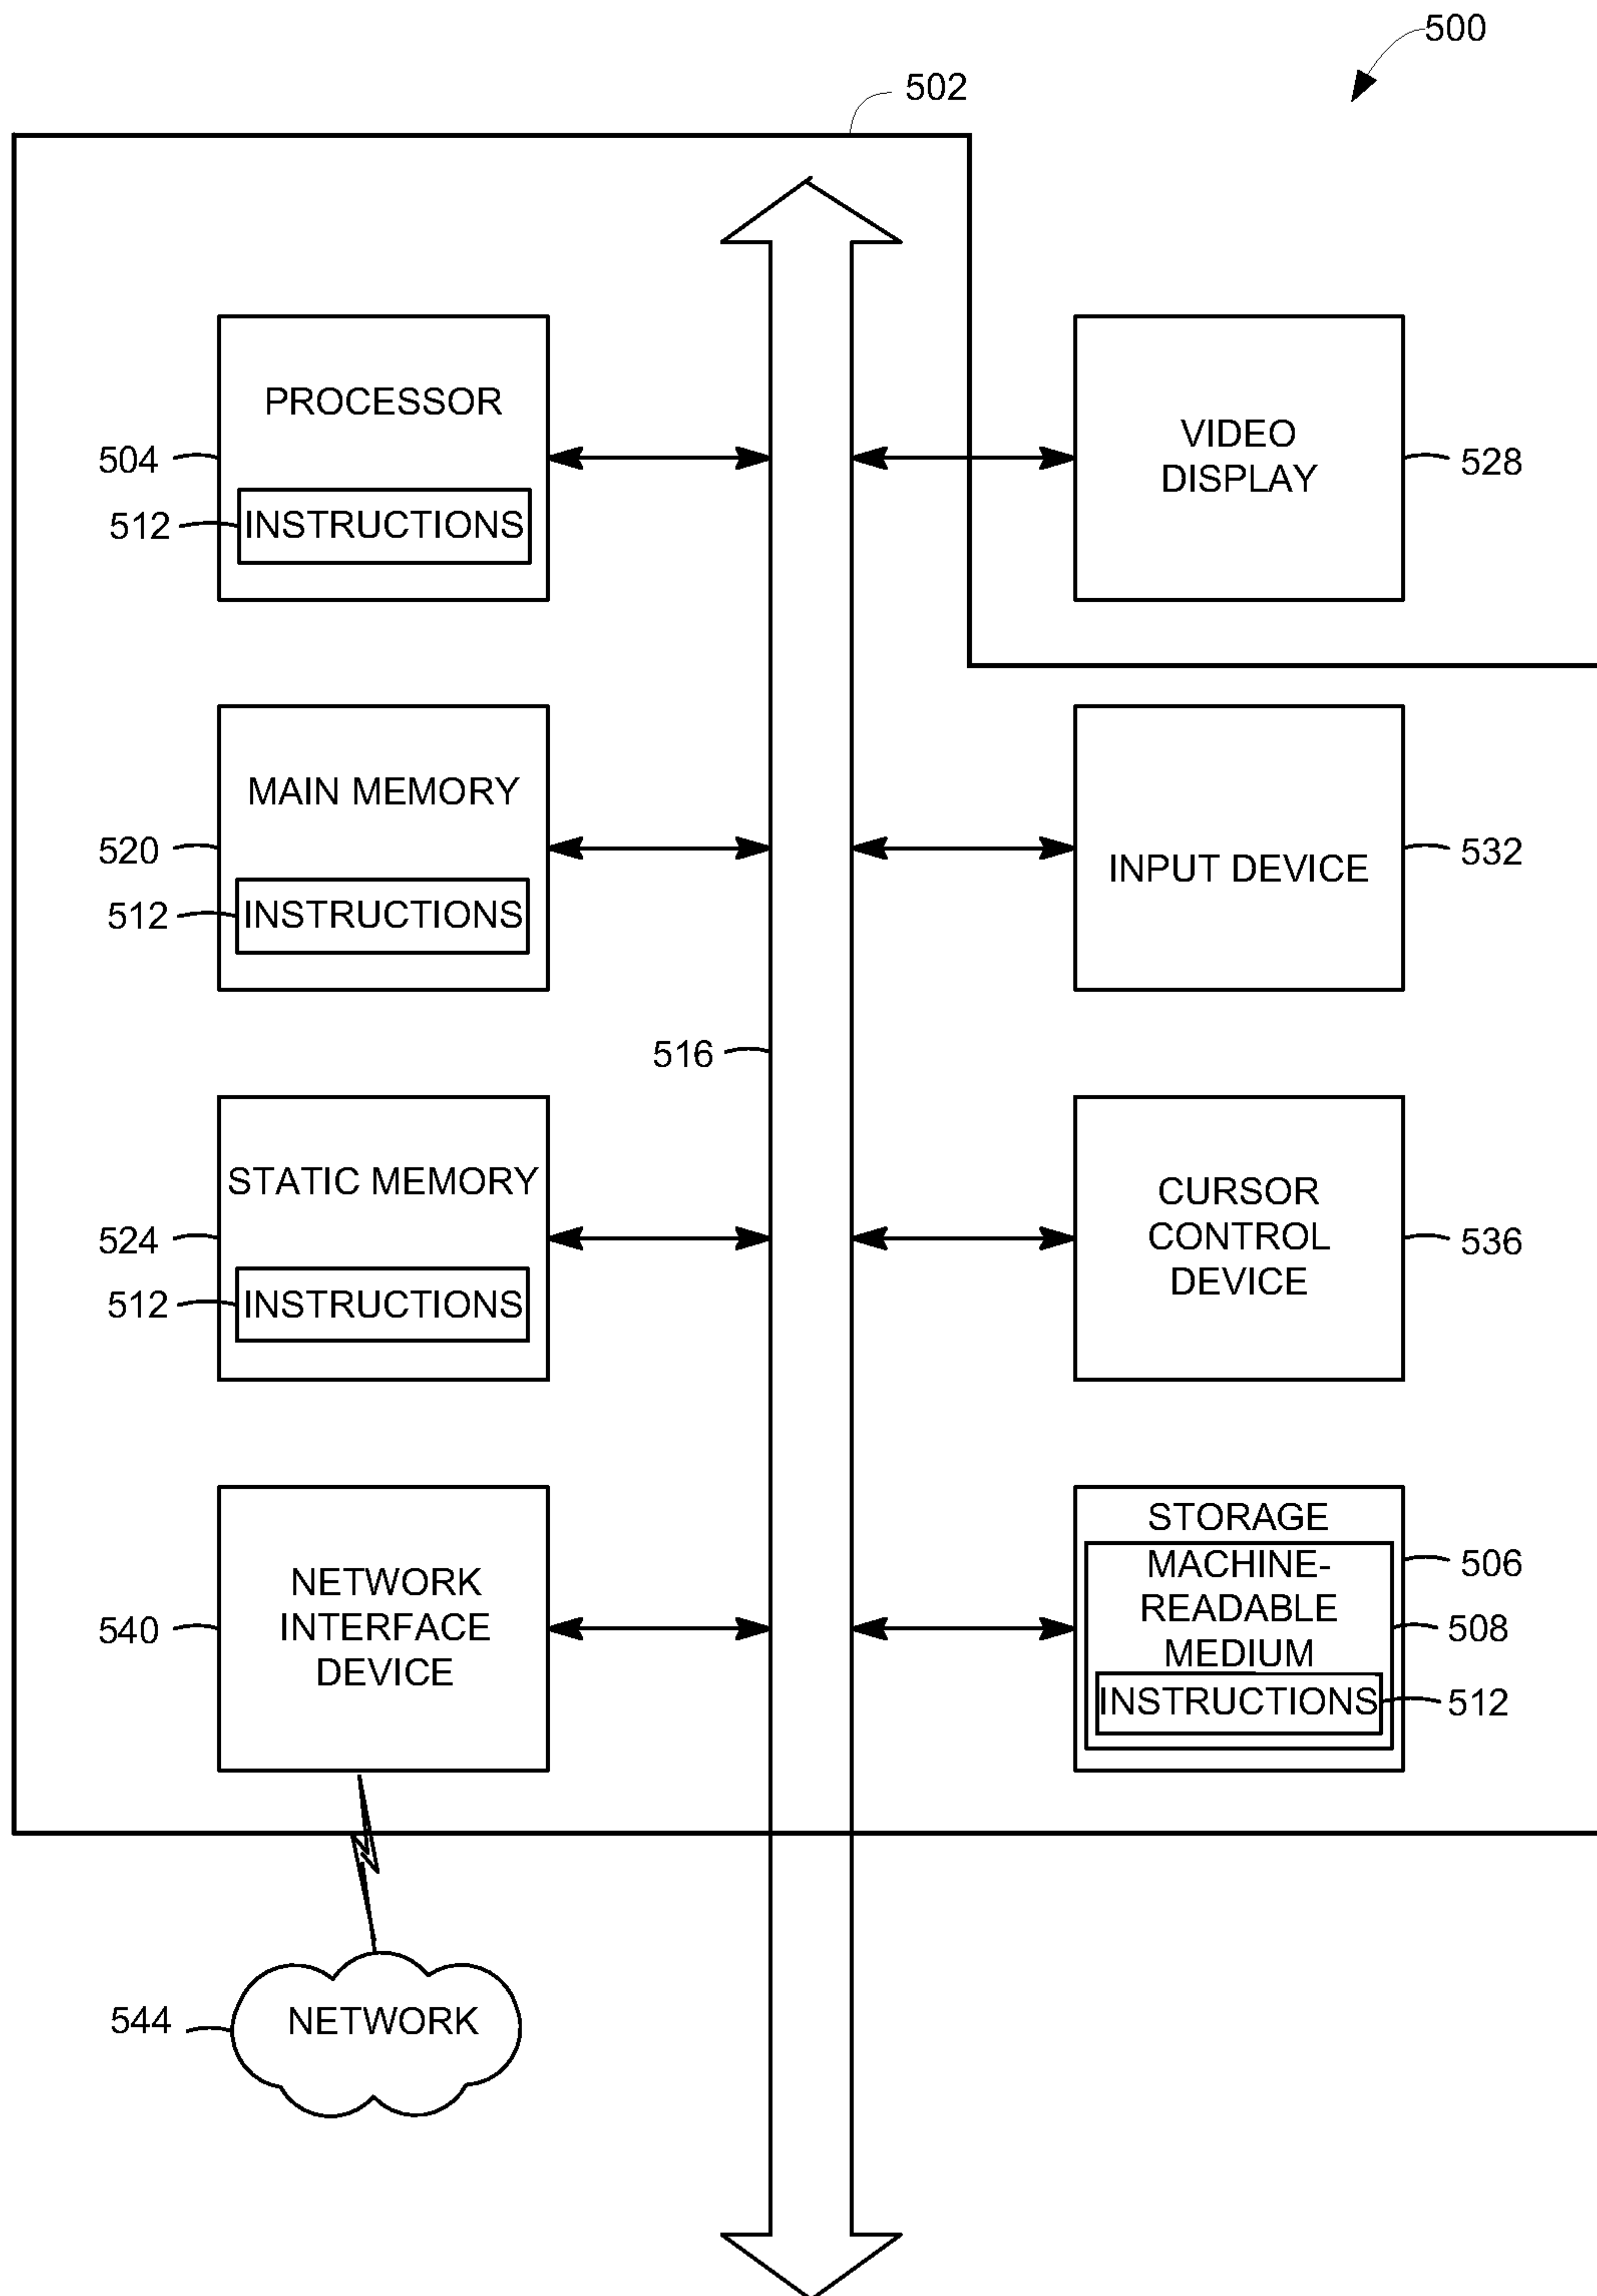 500
502
PROCESSOR
504
512
INSTRUCTIONS
VIDEO
DISPLAY
528
MAIN MEMORY
520
512
INSTRUCTIONS
INPUT DEVICE
532
516
STATIC MEMORY
524
512
INSTRUCTIONS
CURSOR
CONTROL
DEVICE
536
NETWORK
INTERFACE
DEVICE
540
STORAGE
506
MACHINE-
READABLE
MEDIUM
508
INSTRUCTIONS
512
544
NETWORK